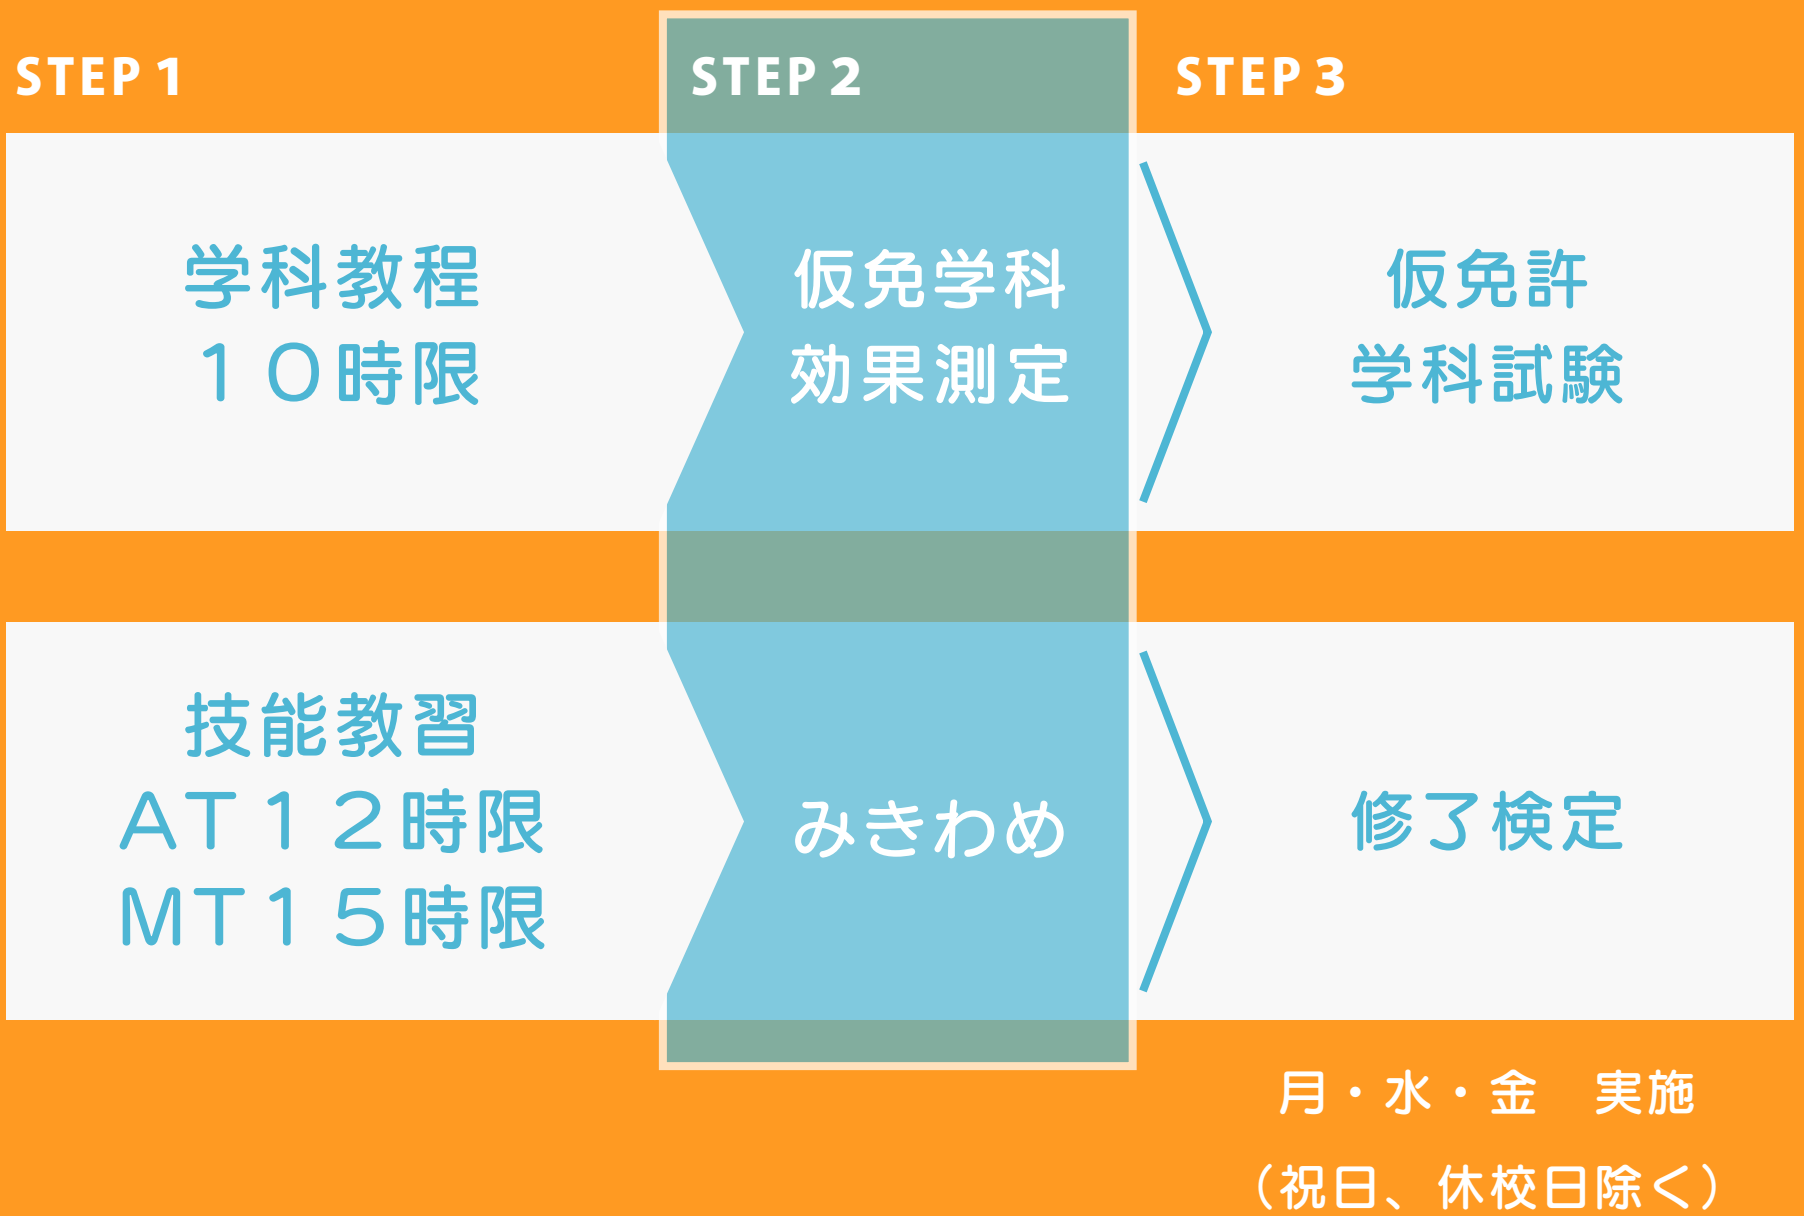 STEP 1
STEP 2
STEP 3
学科教程
１０時限
仮免学科
効果測定
仮免許
学科試験
技能教習
ＡＴ１２時限
ＭＴ１５時限
みきわめ
修了検定
月・水・金　実施
（祝日、休校日除く）